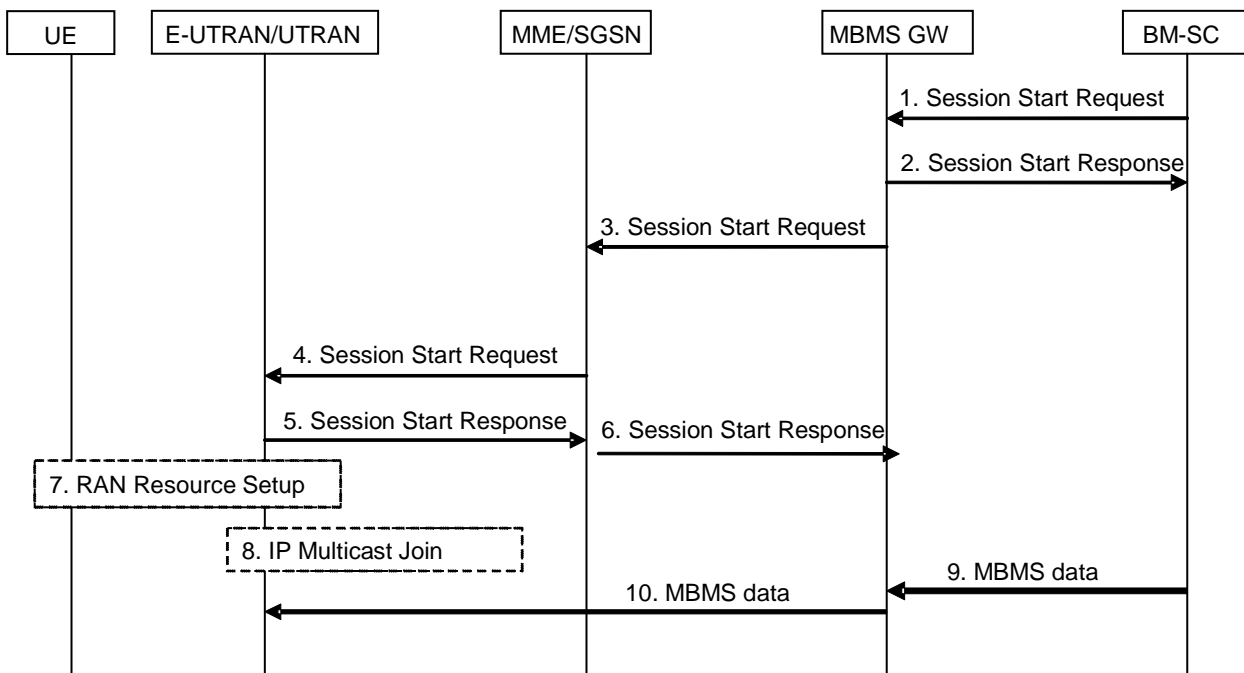 UE
E-UTRAN/UTRAN
MME/SGSN
MBMS GW
BM-SC
1. Session Start Request
2. Session Start Response
3. Session Start Request
4. Session Start Request
5. Session Start Response
6. Session Start Response
7. RAN Resource Setup
8. IP Multicast Join
9. MBMS data
10. MBMS data